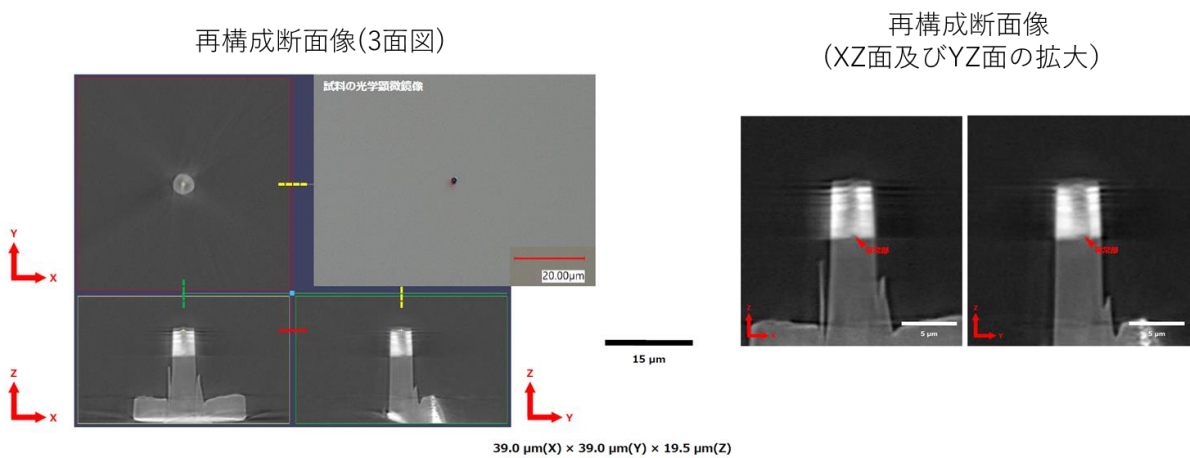 再構成断面像(3面図)
再構成断面像
(XZ面及びYZ面の拡大)
試料の光学顕微鏡像
Y
X
20.00μm
Z
X
Z
Y
15 μm
Z
5 μm
Z
Y
5 μm
39.0 μm(X) × 39.0 μm(Y) × 19.5 μm(Z)